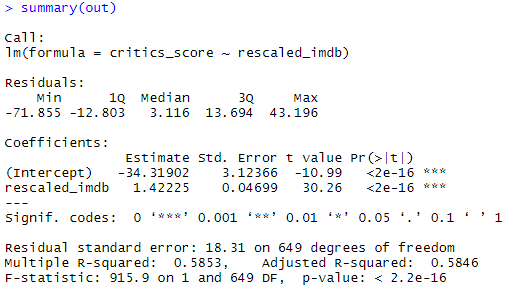 > summary(out)

Call:
lm(formula = critics_score ~ rescaled_imdb)

Residuals:
    Min      1Q  Median      3Q     Max
-71.855 -12.803   3.116  13.694  43.196

Coefficients:
               Estimate Std. Error t value Pr(>|t|)
(Intercept)   -34.31902    3.12366  -10.99   <2e-16 ***
rescaled_imdb   1.42225    0.04699   30.26   <2e-16 ***
---
Signif. codes:  0 ‘***’ 0.001 ‘**’ 0.01 ‘*’ 0.05 ‘.’ 0.1 ‘ ’ 1

Residual standard error: 18.31 on 649 degrees of freedom
Multiple R-squared:  0.5853,    Adjusted R-squared:  0.5846
F-statistic: 915.9 on 1 and 649 DF,  p-value: < 2.2e-16